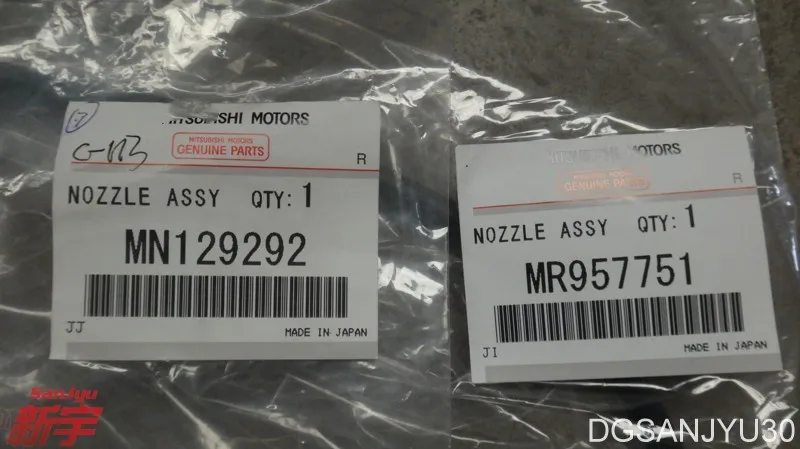 MITSUBISHI MOTORS
MITSUBISHI MOTORS
GENUINE PARTS
R
NOZZLE ASSY QTY: 1
MN129292
JJ
MADE IN JAPAN
MITSUBISHI MOTORS
GENUINE PARTS
R
NOZZLE ASSY QTY: 1
MR957751
JI
MADE IN JAPAN
SanJyu
新宇
DGSANJYU30